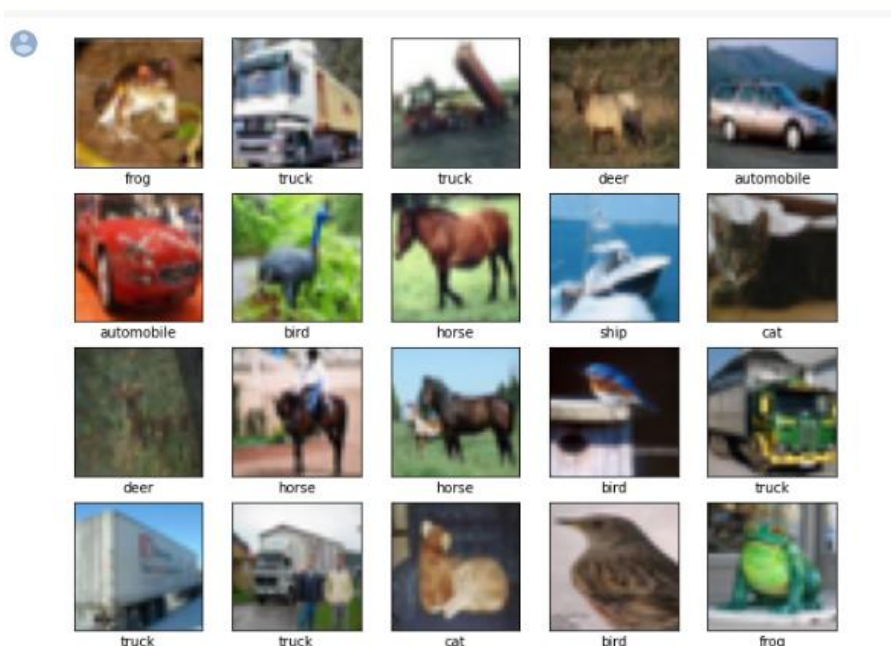 frog truck truck deer automobile
automobile bird horse ship cat
deer horse horse bird truck
truck truck cat bird frog